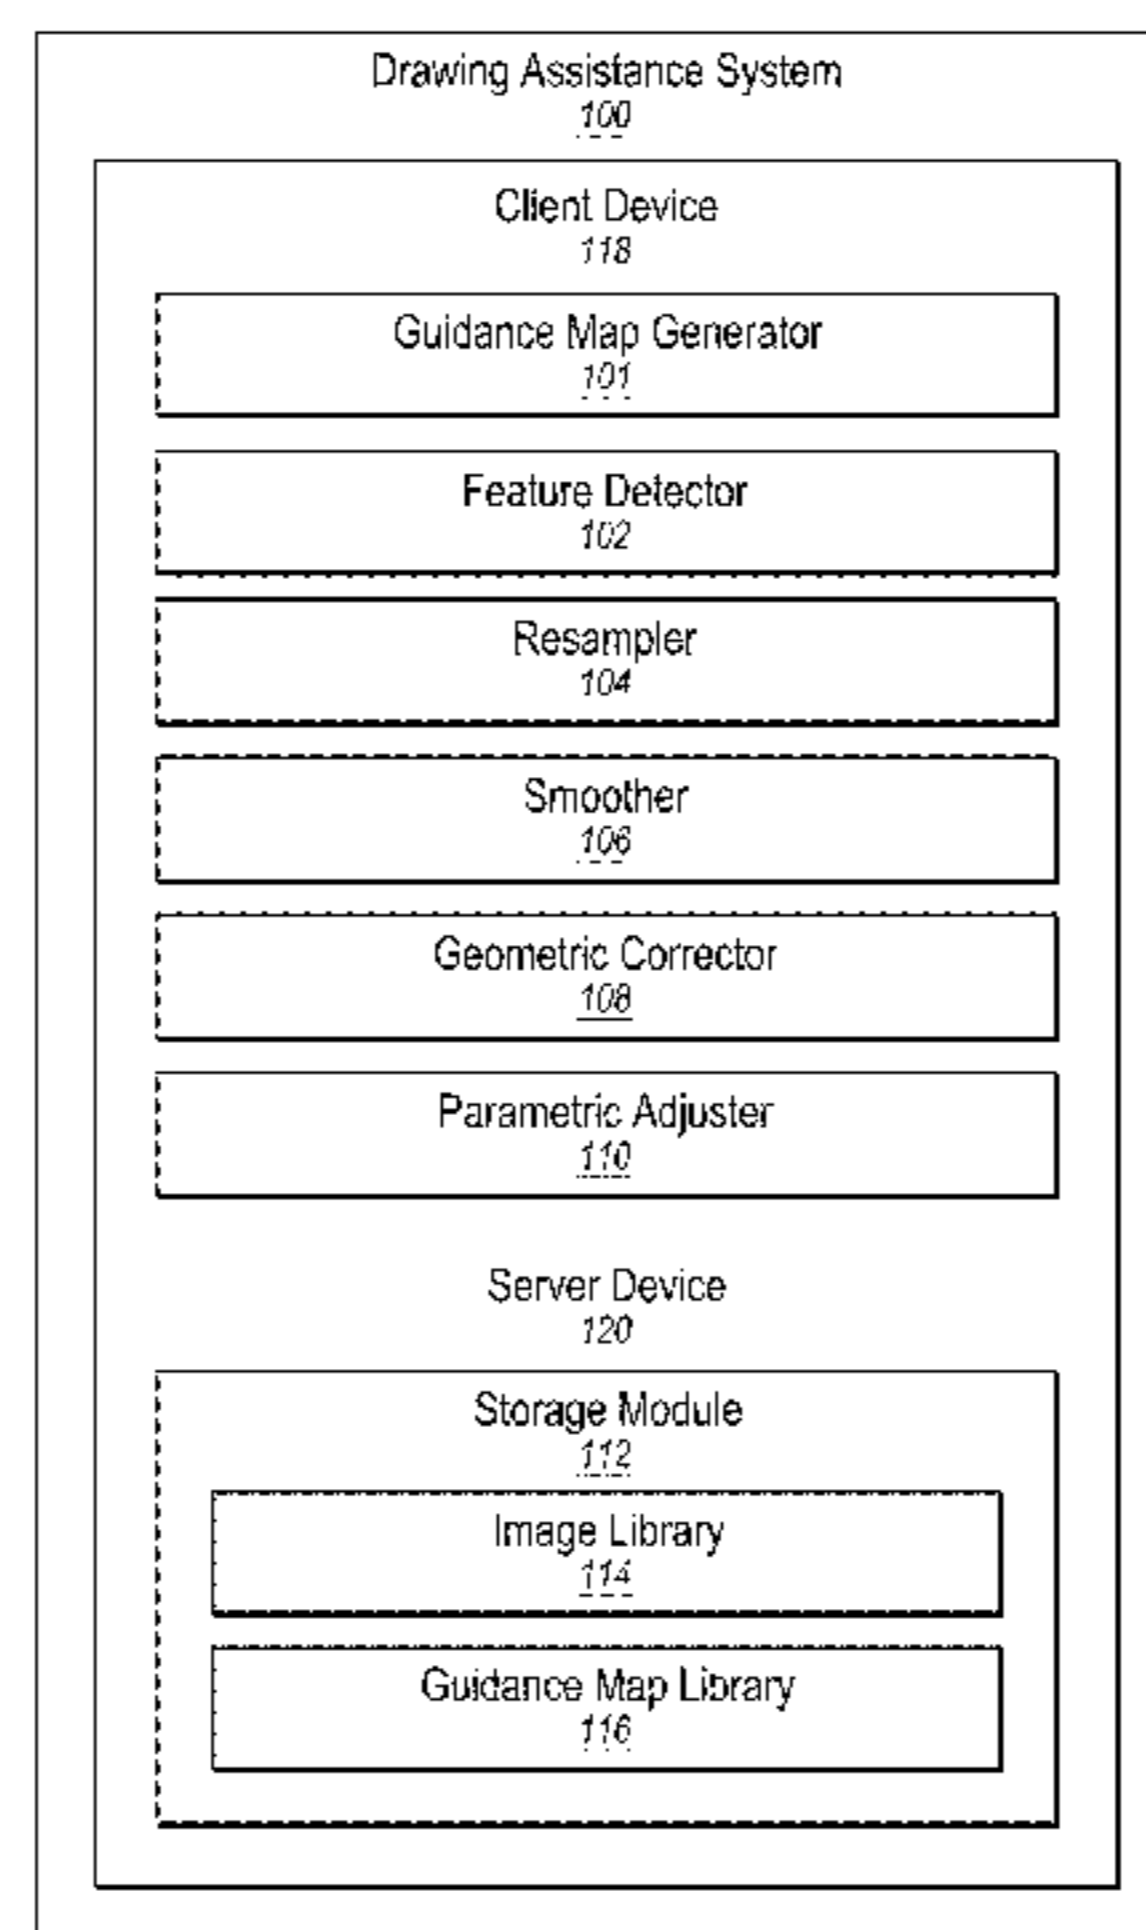 Drawing Assistance System
100
Client Device
118
Guidance Map Generator
101
Feature Detector
102
Resampler
104
Smoother
106
Geometric Corrector
108
Parametric Adjuster
110
Server Device
120
Storage Module
112
Image Library
114
Guidance Map Library
116